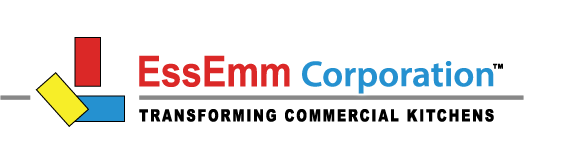 EssEmm Corporation™
TRANSFORMING COMMERCIAL KITCHENS